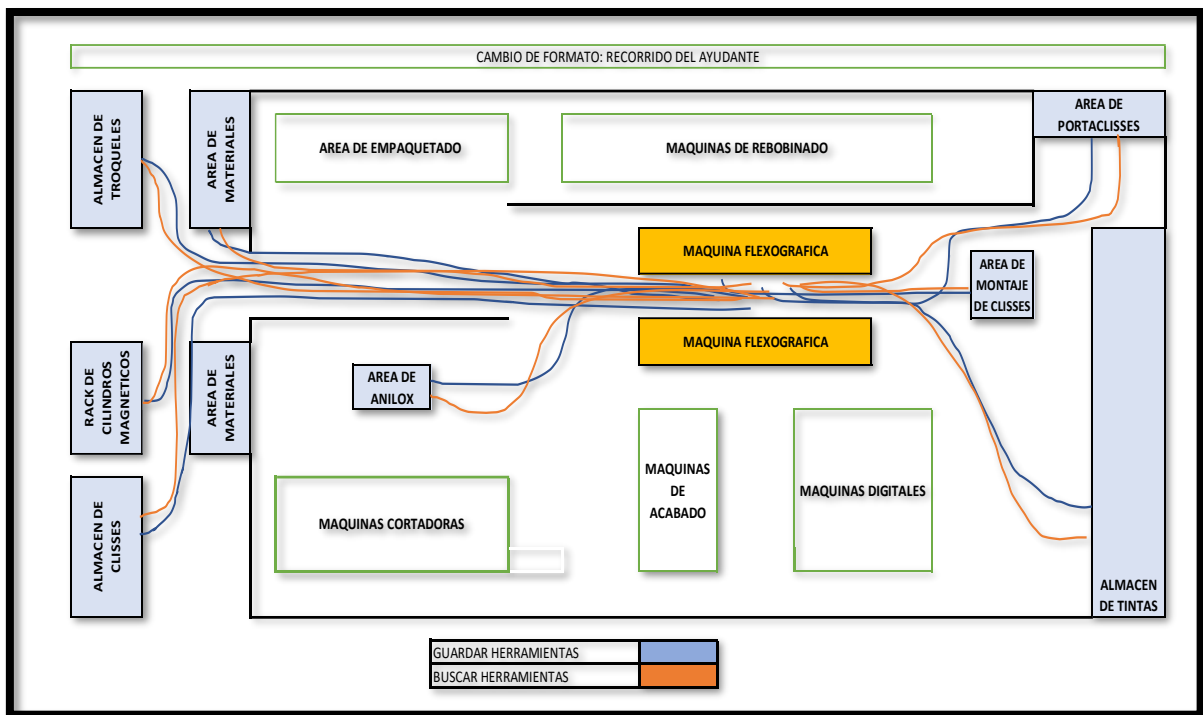 CAMBIO DE FORMATO: RECORRIDO DEL AYUDANTE
ALMACEN DE
TROQUELES
AREA DE
MATERIALES
AREA DE EMPAQUETADO
MAQUINAS DE REBOBINADO
AREA DE
PORTACLISSES
MAQUINA FLEXOGRAFICA
AREA DE
MONTAJE
DE CLISSES
MAQUINA FLEXOGRAFICA
RACK DE
CILINDROS
MAGNETICOS
AREA DE
MATERIALES
AREA DE
ANILOX
ALMACEN DE
CLISSES
MAQUINAS CORTADORAS
MAQUINAS
DE
ACABADO
MAQUINAS DIGITALES
ALMACEN
DE TINTAS
GUARDAR HERRAMIENTAS
BUSCAR HERRAMIENTAS